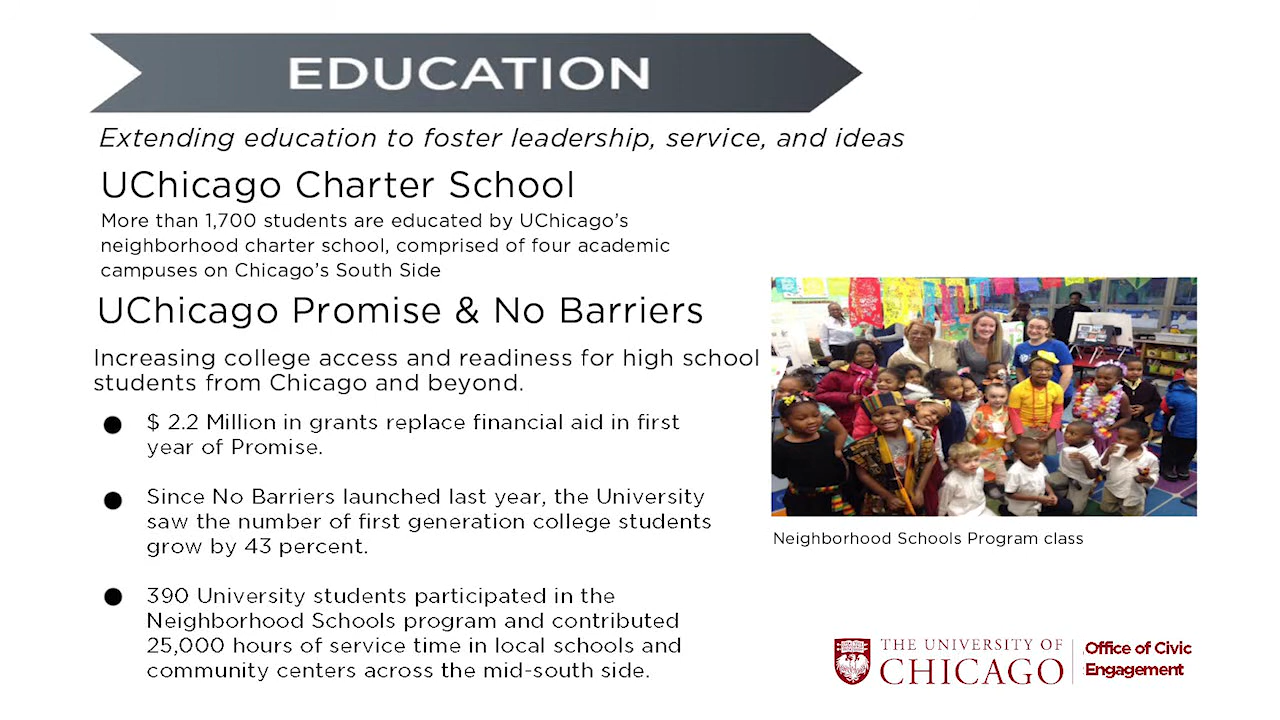 EDUCATION
Extending education to foster leadership, service, and ideas
UChicago Charter School
More than 1,700 students are educated by UChicago’s
neighborhood charter school, comprised of four academic
campuses on Chicago’s South Side
UChicago Promise & No Barriers
Increasing college access and readiness for high school
students from Chicago and beyond.
● $ 2.2 Million in grants replace financial aid in first
year of Promise.
● Since No Barriers launched last year, the University
saw the number of first generation college students
grow by 43 percent.
● 390 University students participated in the
Neighborhood Schools program and contributed
25,000 hours of service time in local schools and
community centers across the mid-south side.
Neighborhood Schools Program class
THE UNIVERSITY OF
CHICAGO
Office of Civic
Engagement